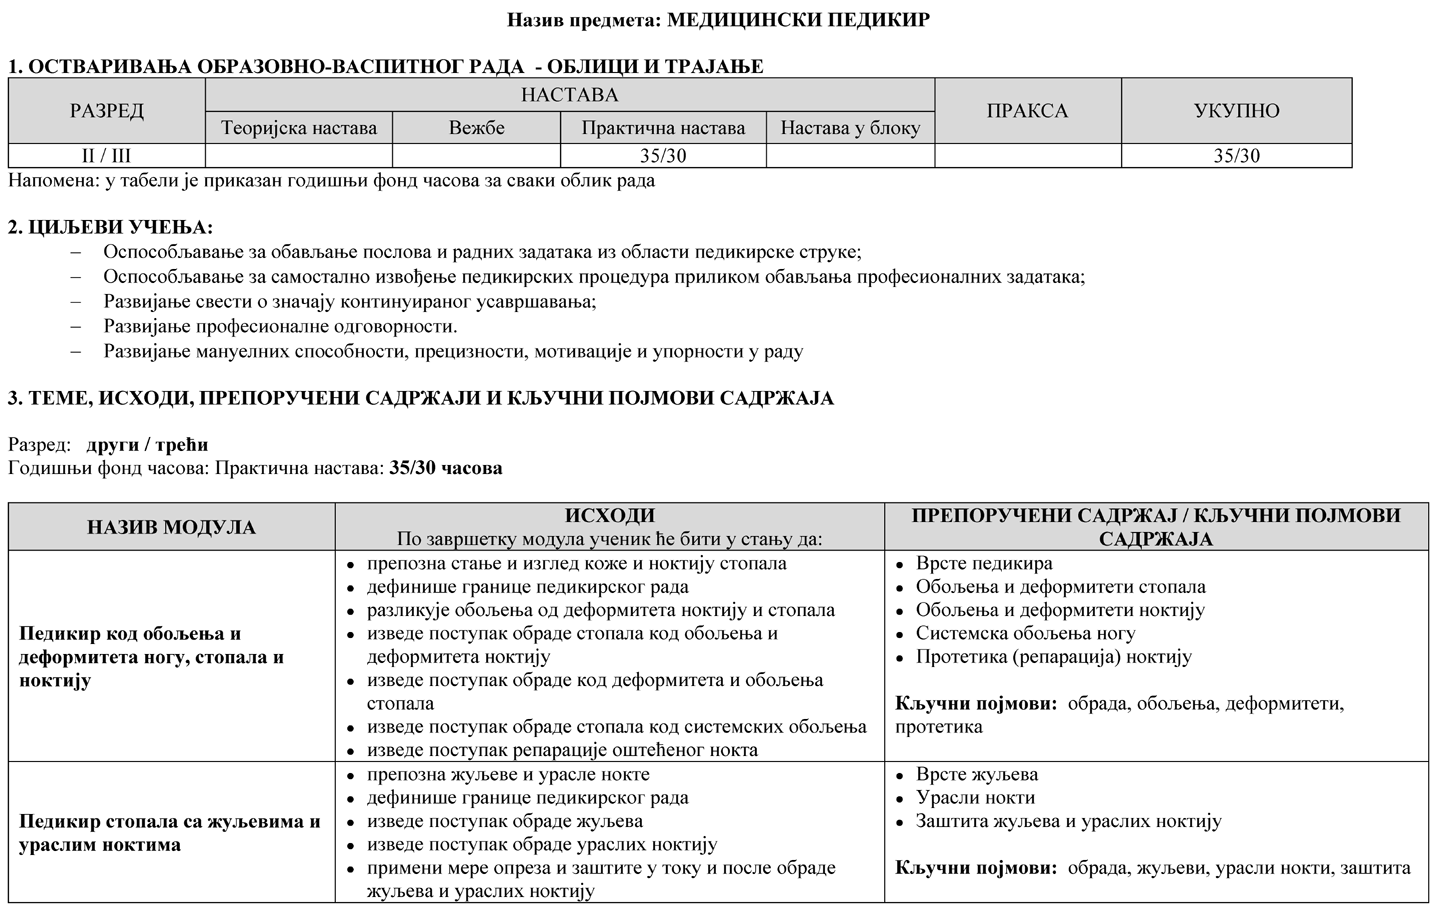 Назив предмета: МЕДИЦИНСКИ ПЕДИКИР
1. ОСТВАРИВАЊА ОБРАЗОВНО-ВАСПИТНОГ РАДА - ОБЛИЦИ И ТРАЈАЊЕ
РАЗРЕД
НАСТАВА
ПРАКСА
УКУПНО
Теоријска настава
Вежбе
Практична настава
Настава у блоку
II / III
35/30
35/30
Напомена: у табели је приказан годишњи фонд часова за сваки облик рада
2. ЦИЉЕВИ УЧЕЊА:
– Оспособљавање за обављање послова и радних задатака из области педикирске струке;
– Оспособљавање за самостално извођење педикирских процедура приликом обављања професионалних задатака;
– Развијање свести о значају континуираног усавршавања;
– Развијање професионалне одговорности.
– Развијање мануелних способности, прецизности, мотивације и упорности у раду
3. ТЕМЕ, ИСХОДИ, ПРЕПОРУЧЕНИ САДРЖАЈИ И КЉУЧНИ ПОЈМОВИ САДРЖАЈА
Разред: други / трећи
Годишњи фонд часова: Практична настава: 35/30 часова
НАЗИВ МОДУЛА
ИСХОДИ
По завршетку модула ученик ће бити у стању да:
ПРЕПОРУЧЕНИ САДРЖАЈ / КЉУЧНИ ПОЈМОВИ
САДРЖАЈА
Педикир код обољења и
деформитета ногу, стопала и
ноктију
• препозна стање и изглед коже и ноктију стопала
• дефинише границе педикирског рада
• разликује обољења од деформитета ноктију и стопала
• изведе поступак обраде стопала код обољења и
деформитета ноктију
• изведе поступак обраде код деформитета и обољења
стопала
• изведе поступак обраде стопала код системских обољења
• изведе поступак репарације оштећеног нокта
• Врсте педикира
• Обољења и деформитети стопала
• Обољења и деформитети ноктију
• Системска обољења ногу
• Протетика (репарација) ноктију
Кључни појмови: обрада, обољења, деформитети,
протетика
Педикир стопала са жуљевима и
ураслим ноктима
• препозна жуљеве и урасле нокте
• дефинише границе педикирског рада
• изведе поступак обраде жуљева
• изведе поступак обраде ураслих ноктију
• примени мере опреза и заштите у току и после обраде
жуљева и ураслих ноктију
• Врсте жуљева
• Урасли нокти
• Заштита жуљева и ураслих ноктију
Кључни појмови: обрада, жуљеви, урасли нокти, заштита